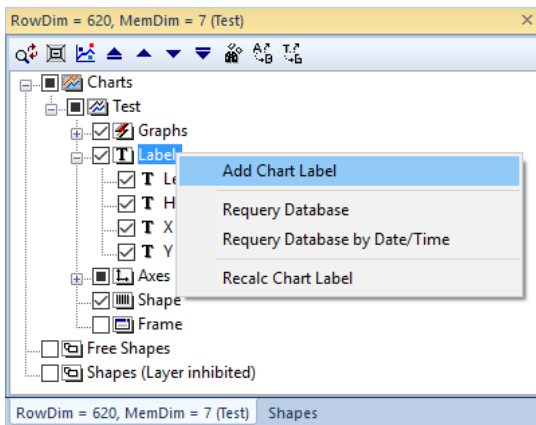 RowDim = 620, MemDim = 7 (Test)
Charts
Test
Graphs
Label
Add Chart Label
T
T H
Requery Database
T X
Requery Database by Date/Time
T Y
Axes
Recalc Chart Label
Shape
Frame
Free Shapes
Shapes (Layer inhibited)
RowDim = 620, MemDim = 7 (Test) Shapes